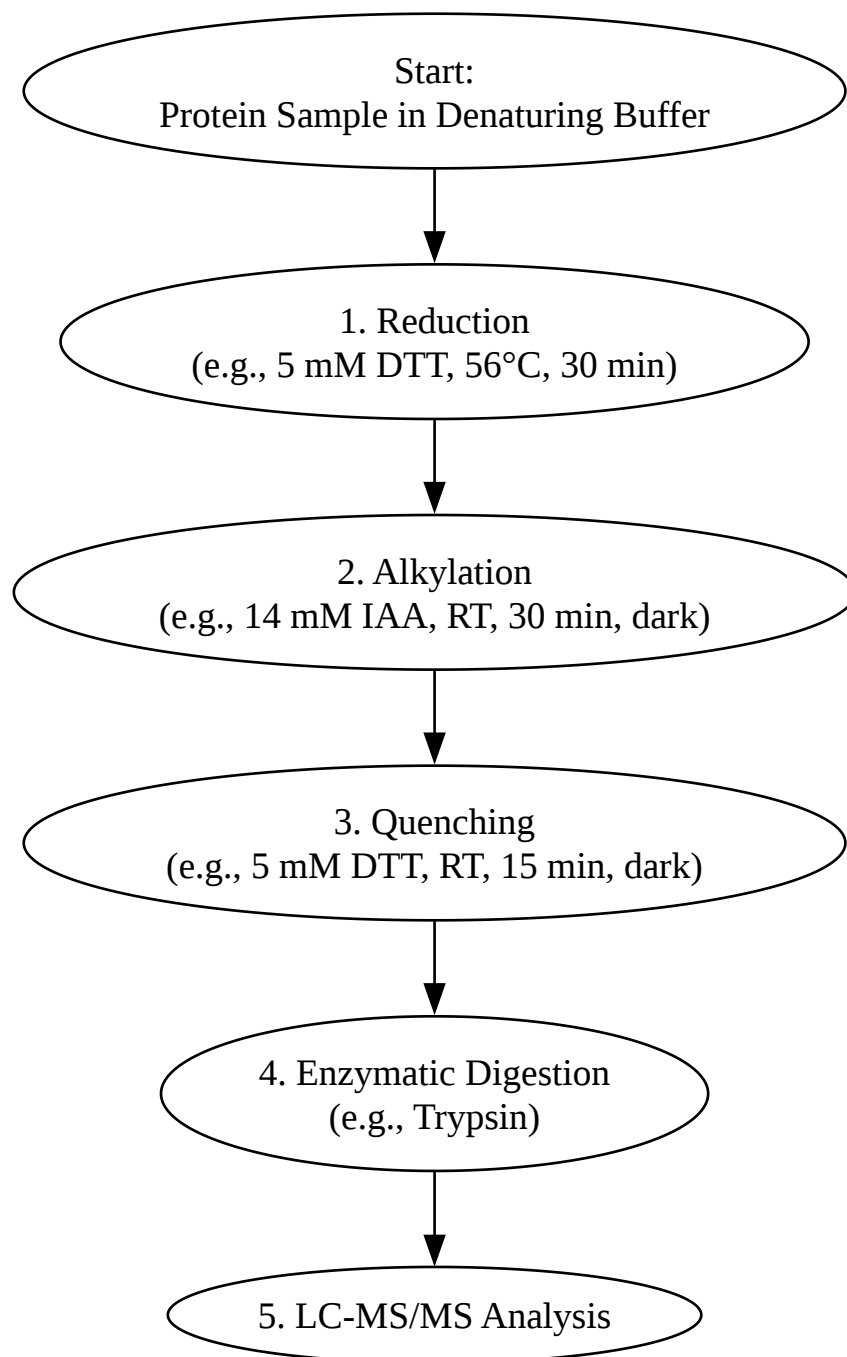 Start:
Protein Sample in Denaturing Buffer
1. Reduction
(e.g., 5 mM DTT, 56°C, 30 min)
2. Alkylation
(e.g., 14 mM IAA, RT, 30 min, dark)
3. Quenching
(e.g., 5 mM DTT, RT, 15 min, dark)
4. Enzymatic Digestion
(e.g., Trypsin)
5. LC-MS/MS Analysis